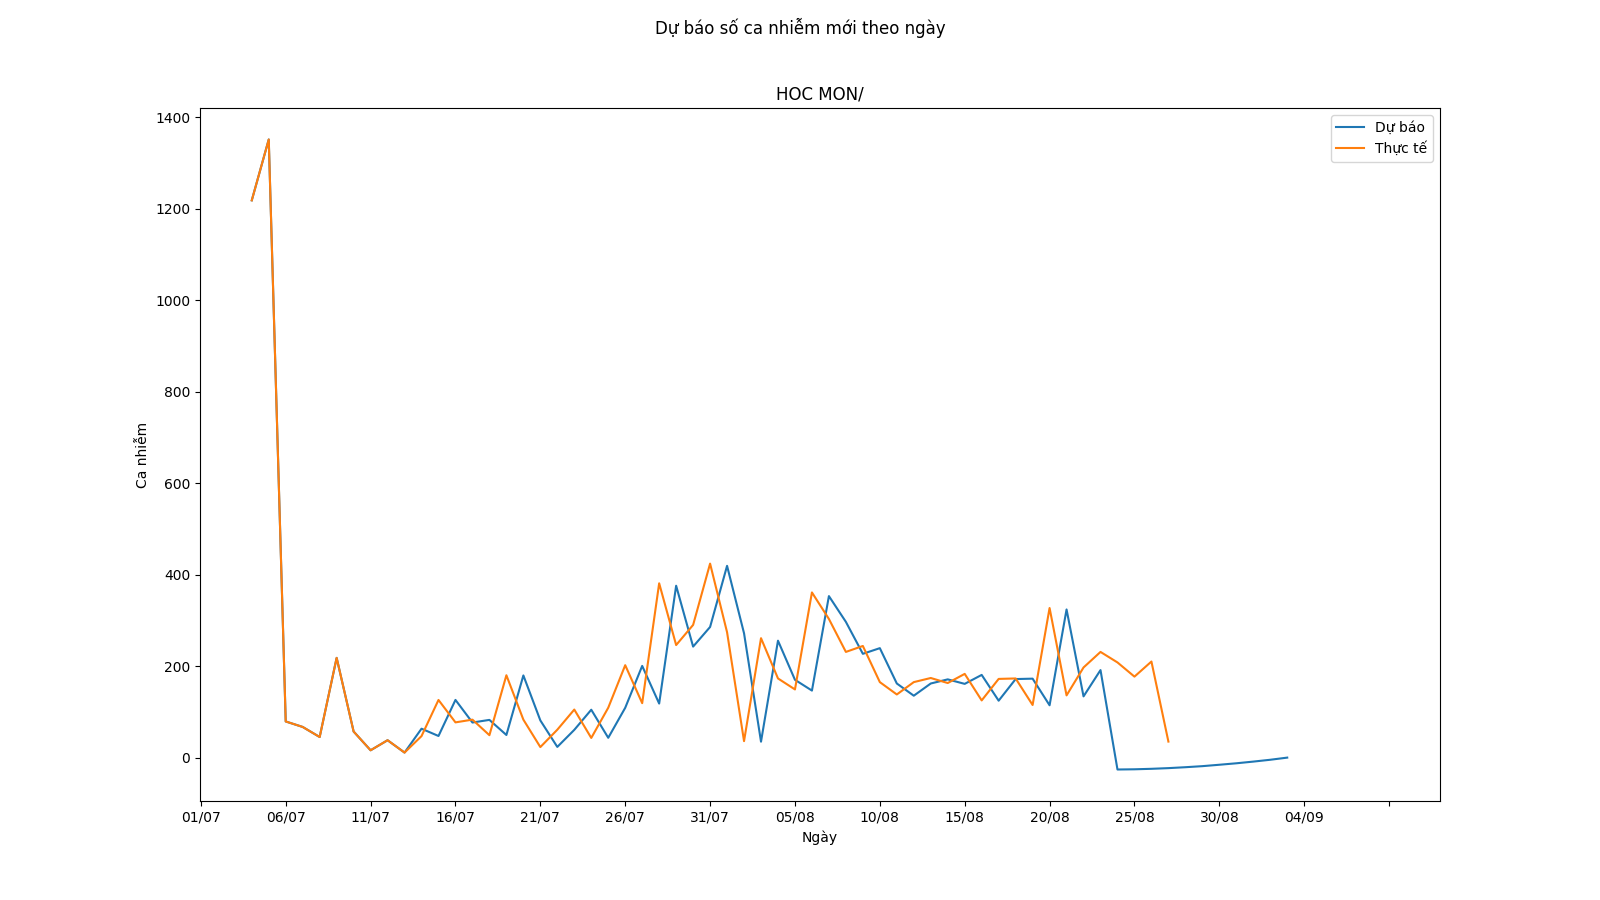 Dự báo số ca nhiễm mới theo ngày
HOC MON/
Dự báo
Thực tế
1400
1200
1000
800
600
400
200
0
Ca nhiễm
01/07 06/07 11/07 16/07 21/07 26/07 31/07 05/08 10/08 15/08 20/08 25/08 30/08 04/09
Ngày